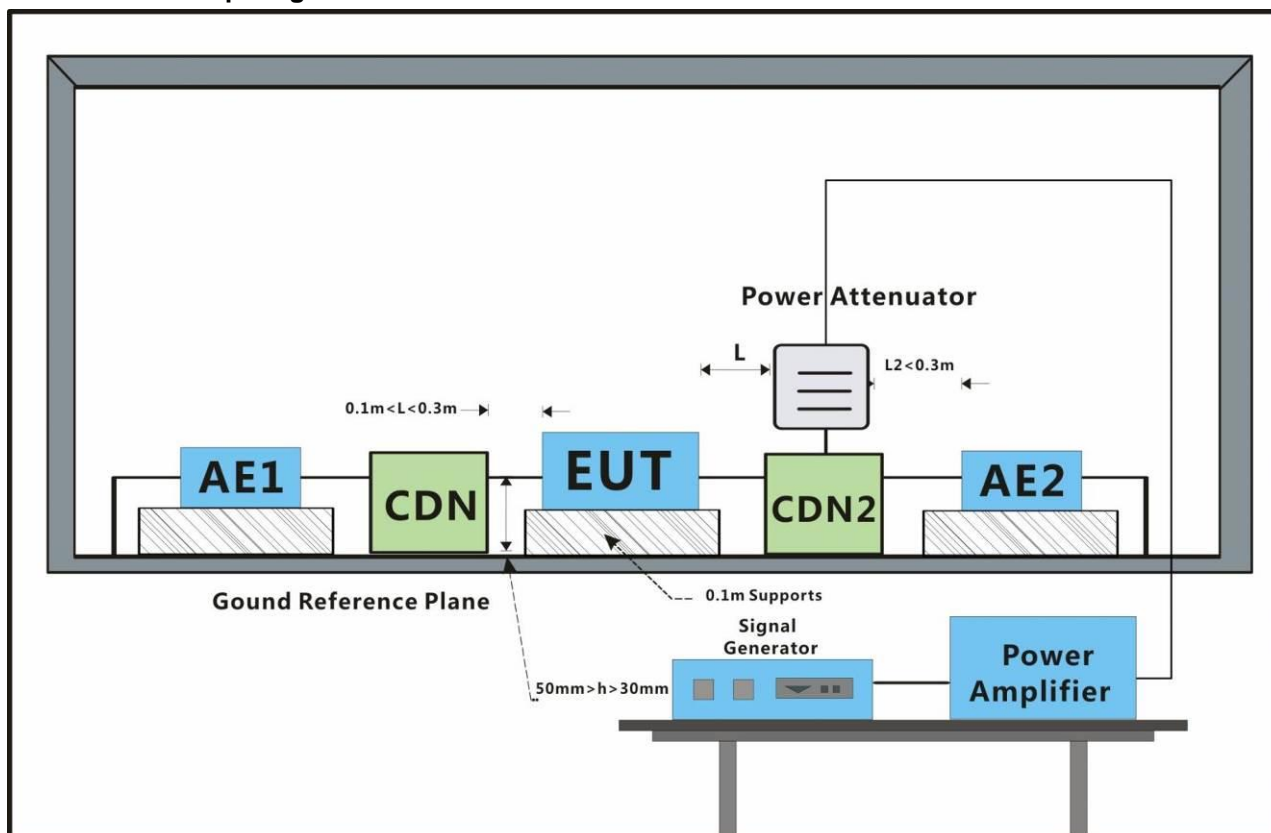 Power Attenuator
L
L2<0.3m
0.1m<L<0.3m
AE1
CDN
EUT
CDN2
AE2
Gound Reference Plane
0.1m Supports
Signal
Generator
50mm>h>30mm
Power
Amplifier